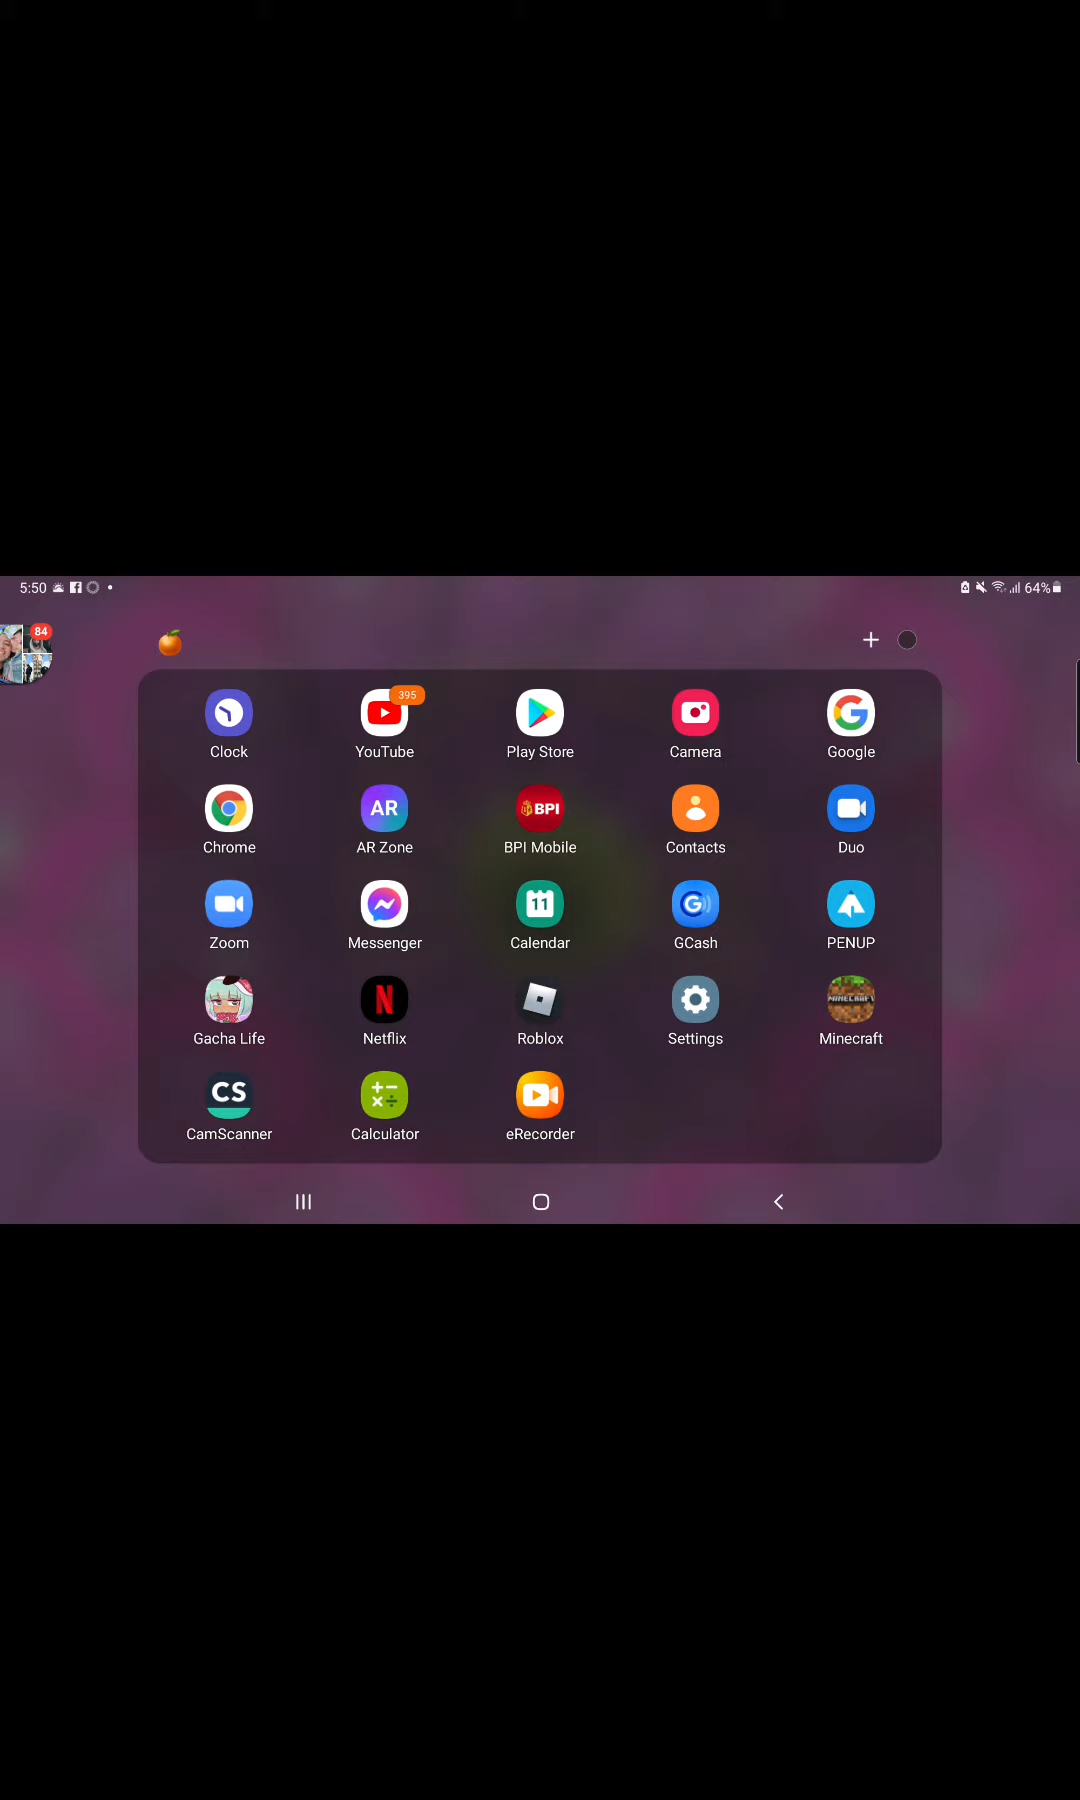 5:50 64%
84
395
Clock YouTube Play Store Camera Google
AR BPI
Chrome AR Zone BPI Mobile Contacts Duo
11 G
Zoom Messenger Calendar GCash PENUP
N MINECRAFT
Gacha Life Netflix Roblox Settings Minecraft
CS
CamScanner Calculator eRecorder